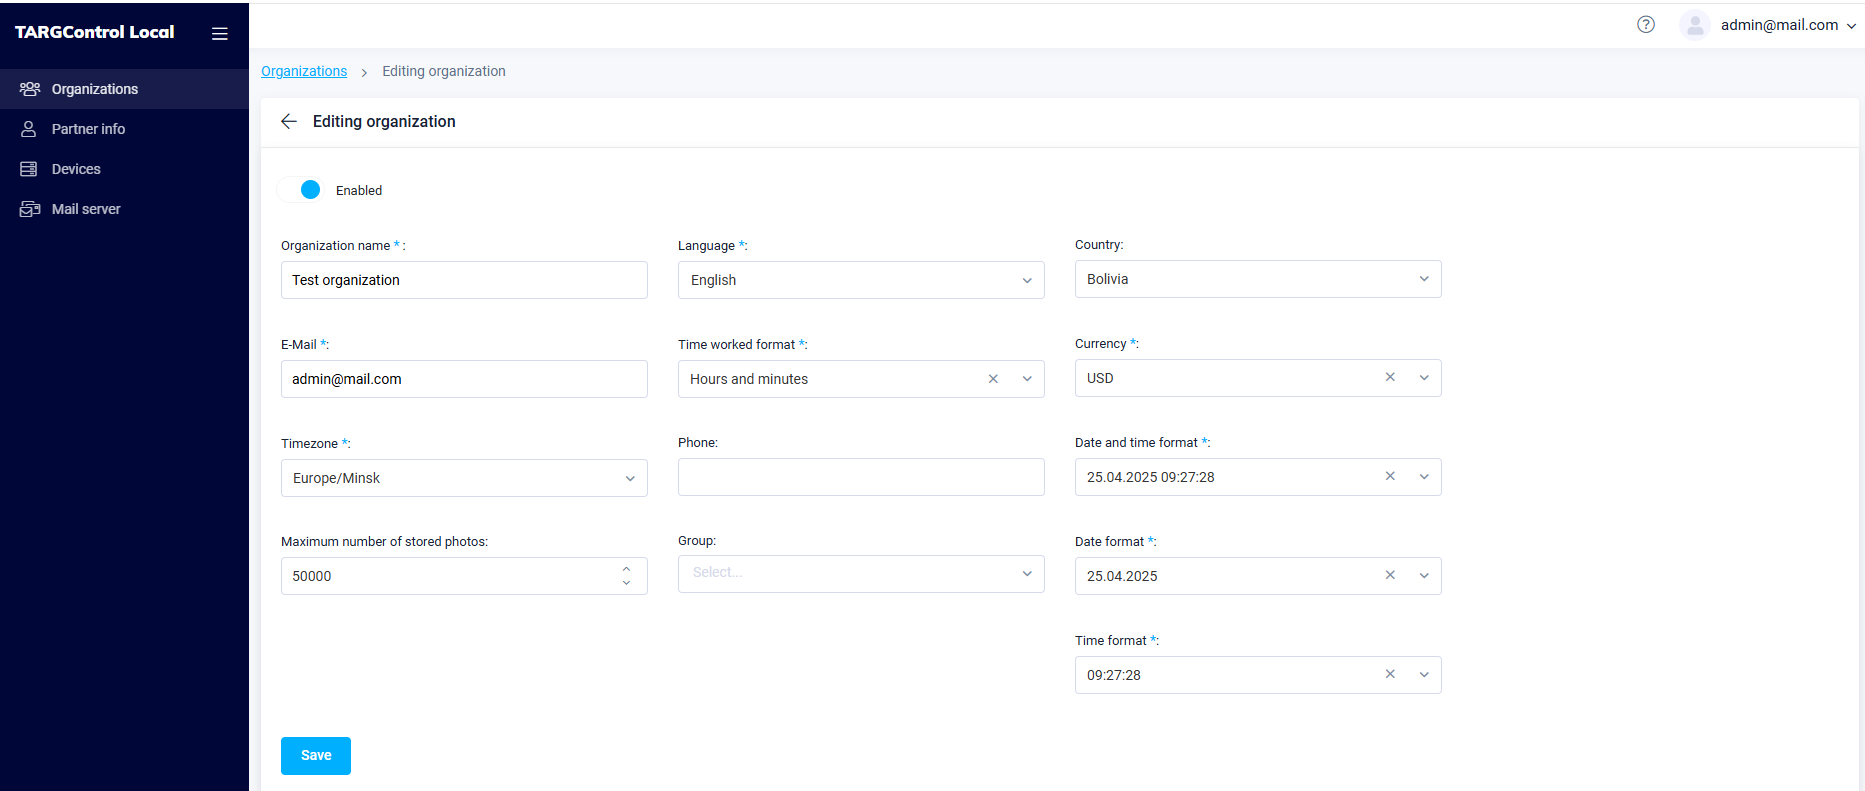 TARGControl Local
admin@mail.com
Organizations
Partner info
Devices
Mail server
Organizations > Editing organization
Editing organization
Enabled
Organization name * :
Test organization
Language *:
English
Country:
Bolivia
E-Mail *:
admin@mail.com
Time worked format *:
Hours and minutes
Currency *:
USD
Timezone *:
Europe/Minsk
Phone:
Date and time format *:
25.04.2025 09:27:28
Maximum number of stored photos:
50000
Group:
Select...
Date format *:
25.04.2025
Time format *:
09:27:28
Save